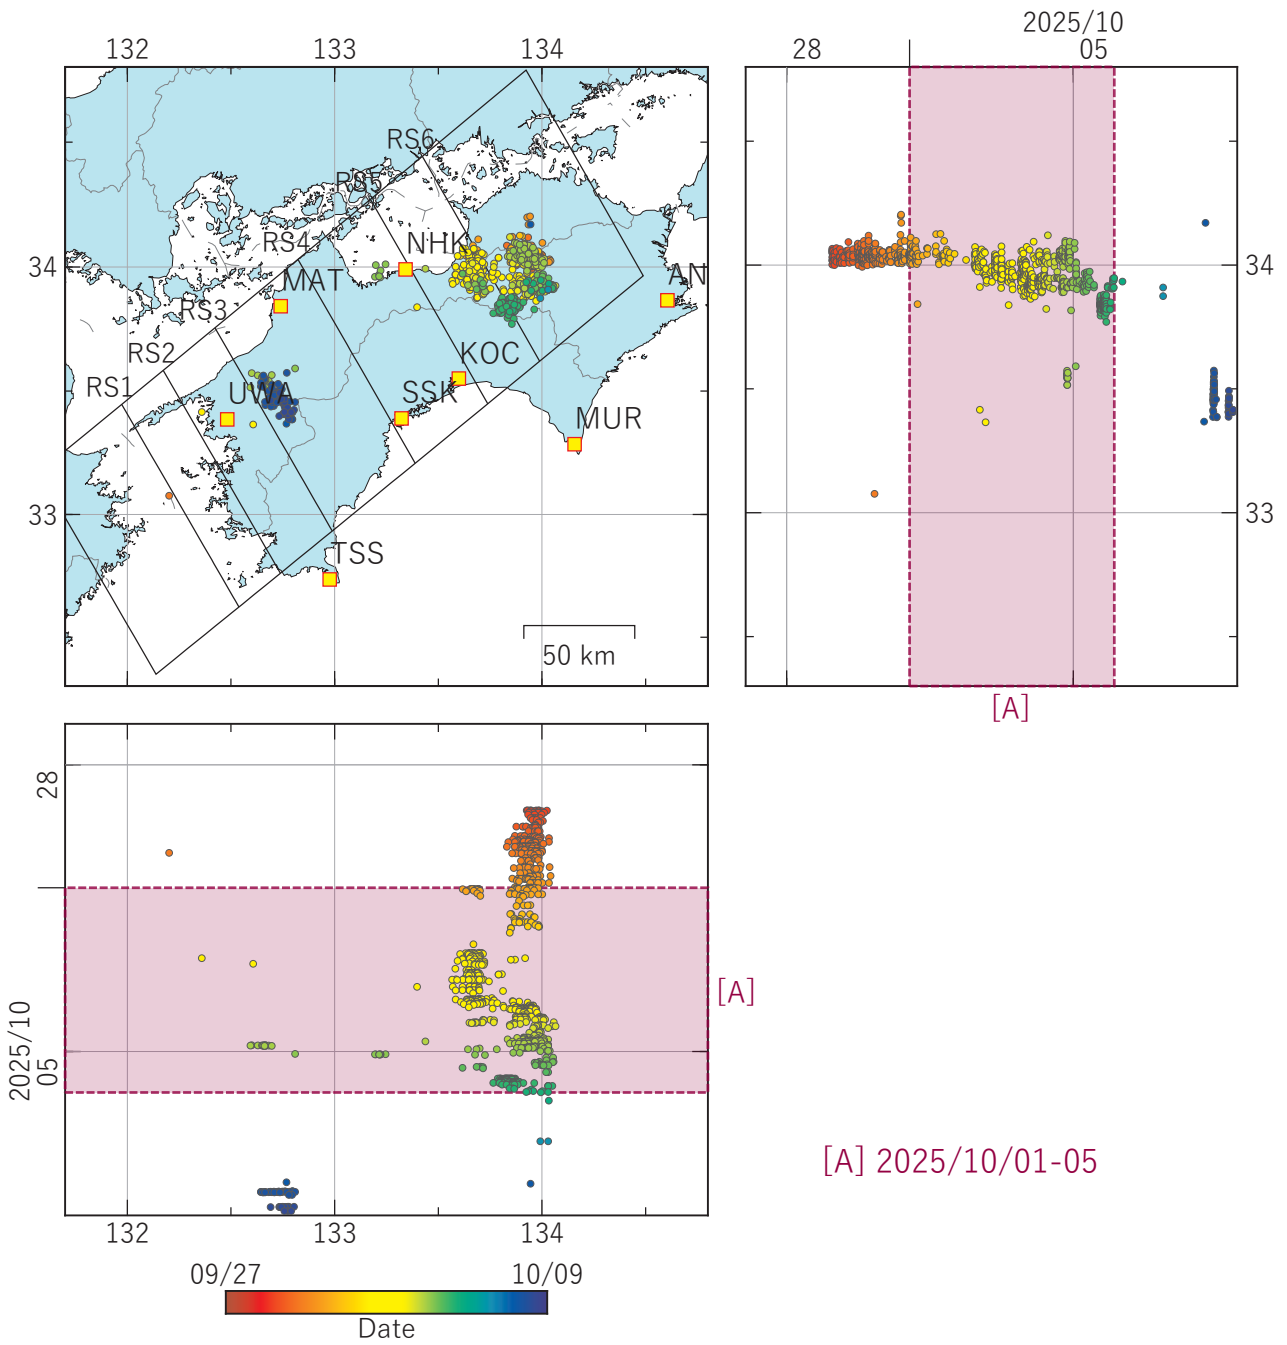 2025/10
132 133 134 28 05
RS6
RS5
RS4 NHK
34 MAT AN 34
RS3
RS2 KOC
RS1 UWA SSK
MUR
33 33
TSS
50 km
[A]
28
[A]
2025/10
05
[A] 2025/10/01-05
132 133 134
09/27 10/09
Date